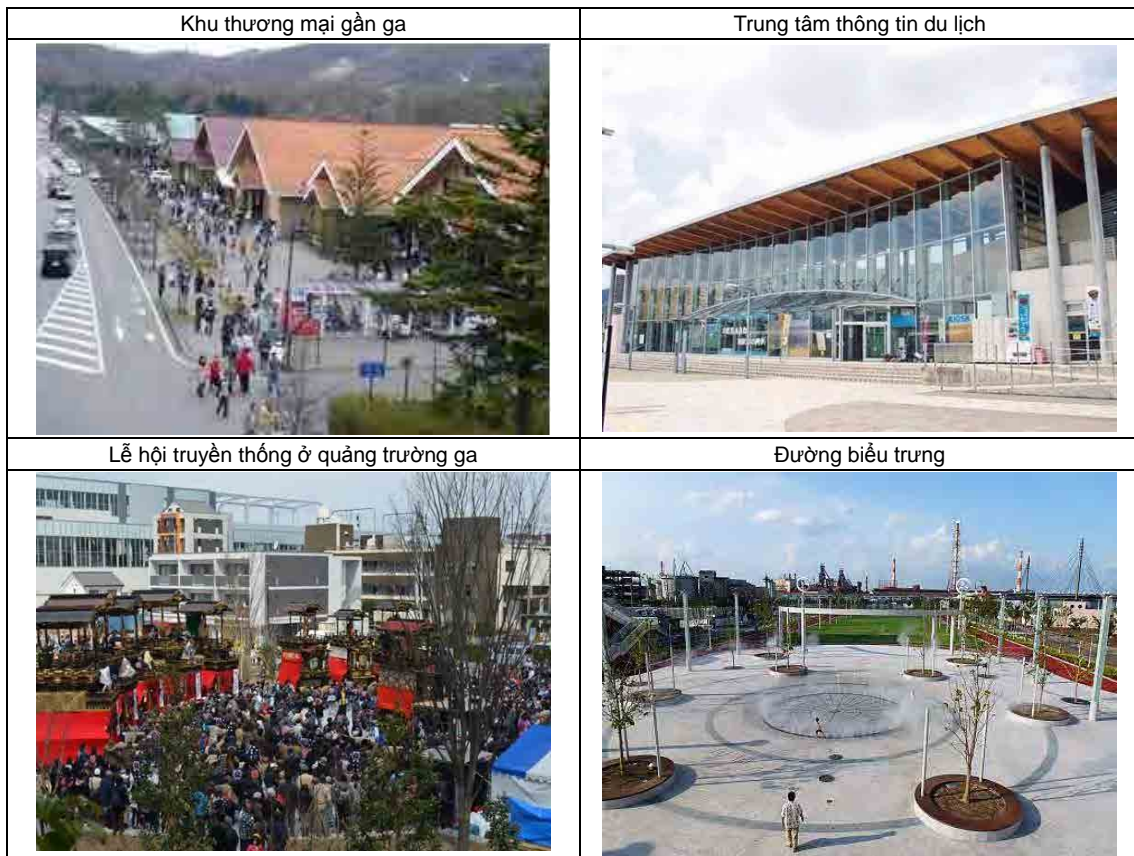 Khu thương mại gần ga
Trung tâm thông tin du lịch
KIOSK
Lễ hội truyền thống ở quảng trường ga
Đường biểu trưng